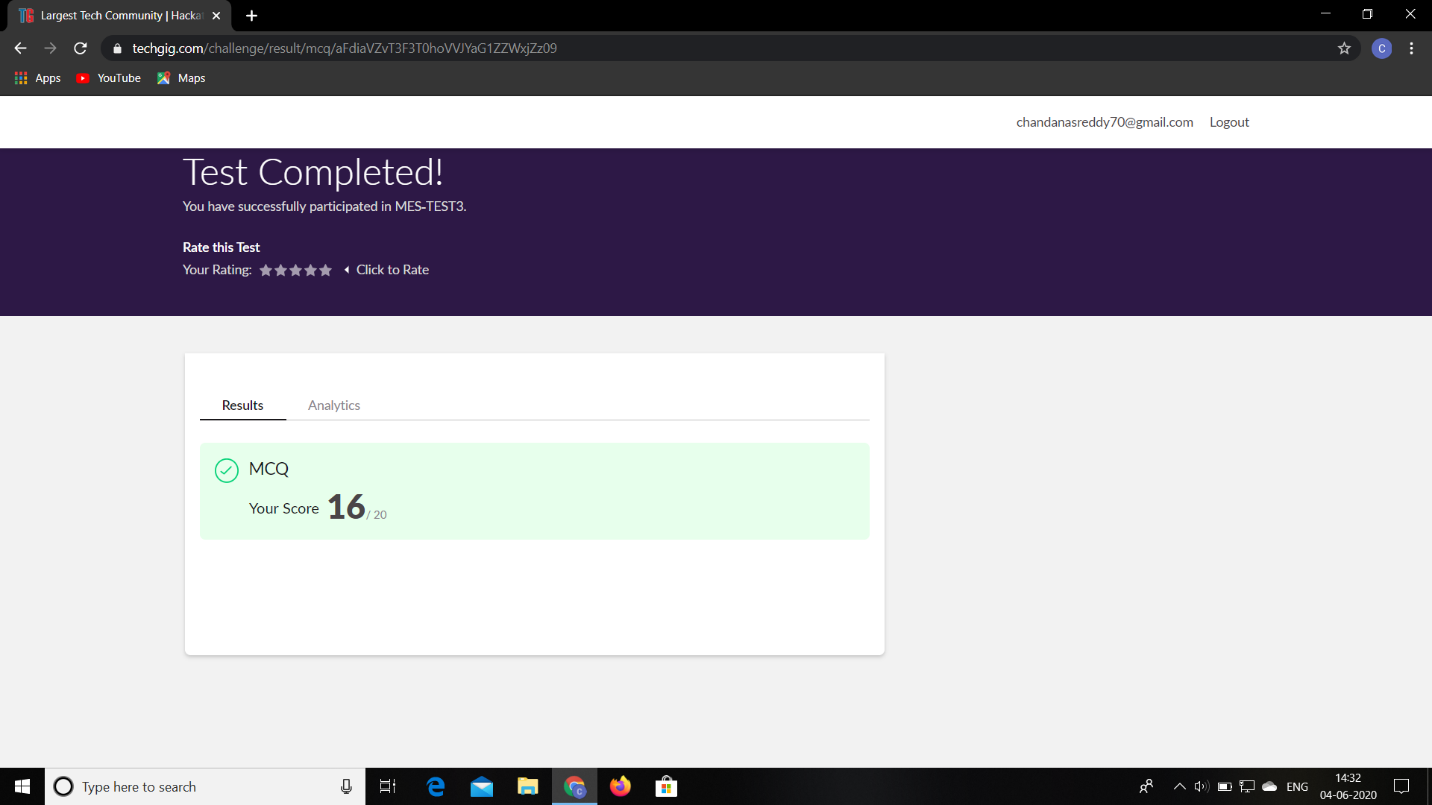 Largest Tech Community | Hacka
techgig.com/challenge/result/mcq/aFdiaVZvT3F3T0hoVVJYaG1ZZWxjZz09
C
Apps YouTube Maps
chandanasreddy70@gmail.com Logout
Test Completed!
You have successfully participated in MES-TEST3.
Rate this Test
Your Rating: Click to Rate
Results Analytics
MCQ
Your Score 16 / 20
Type here to search
ENG
14:32
04-06-2020